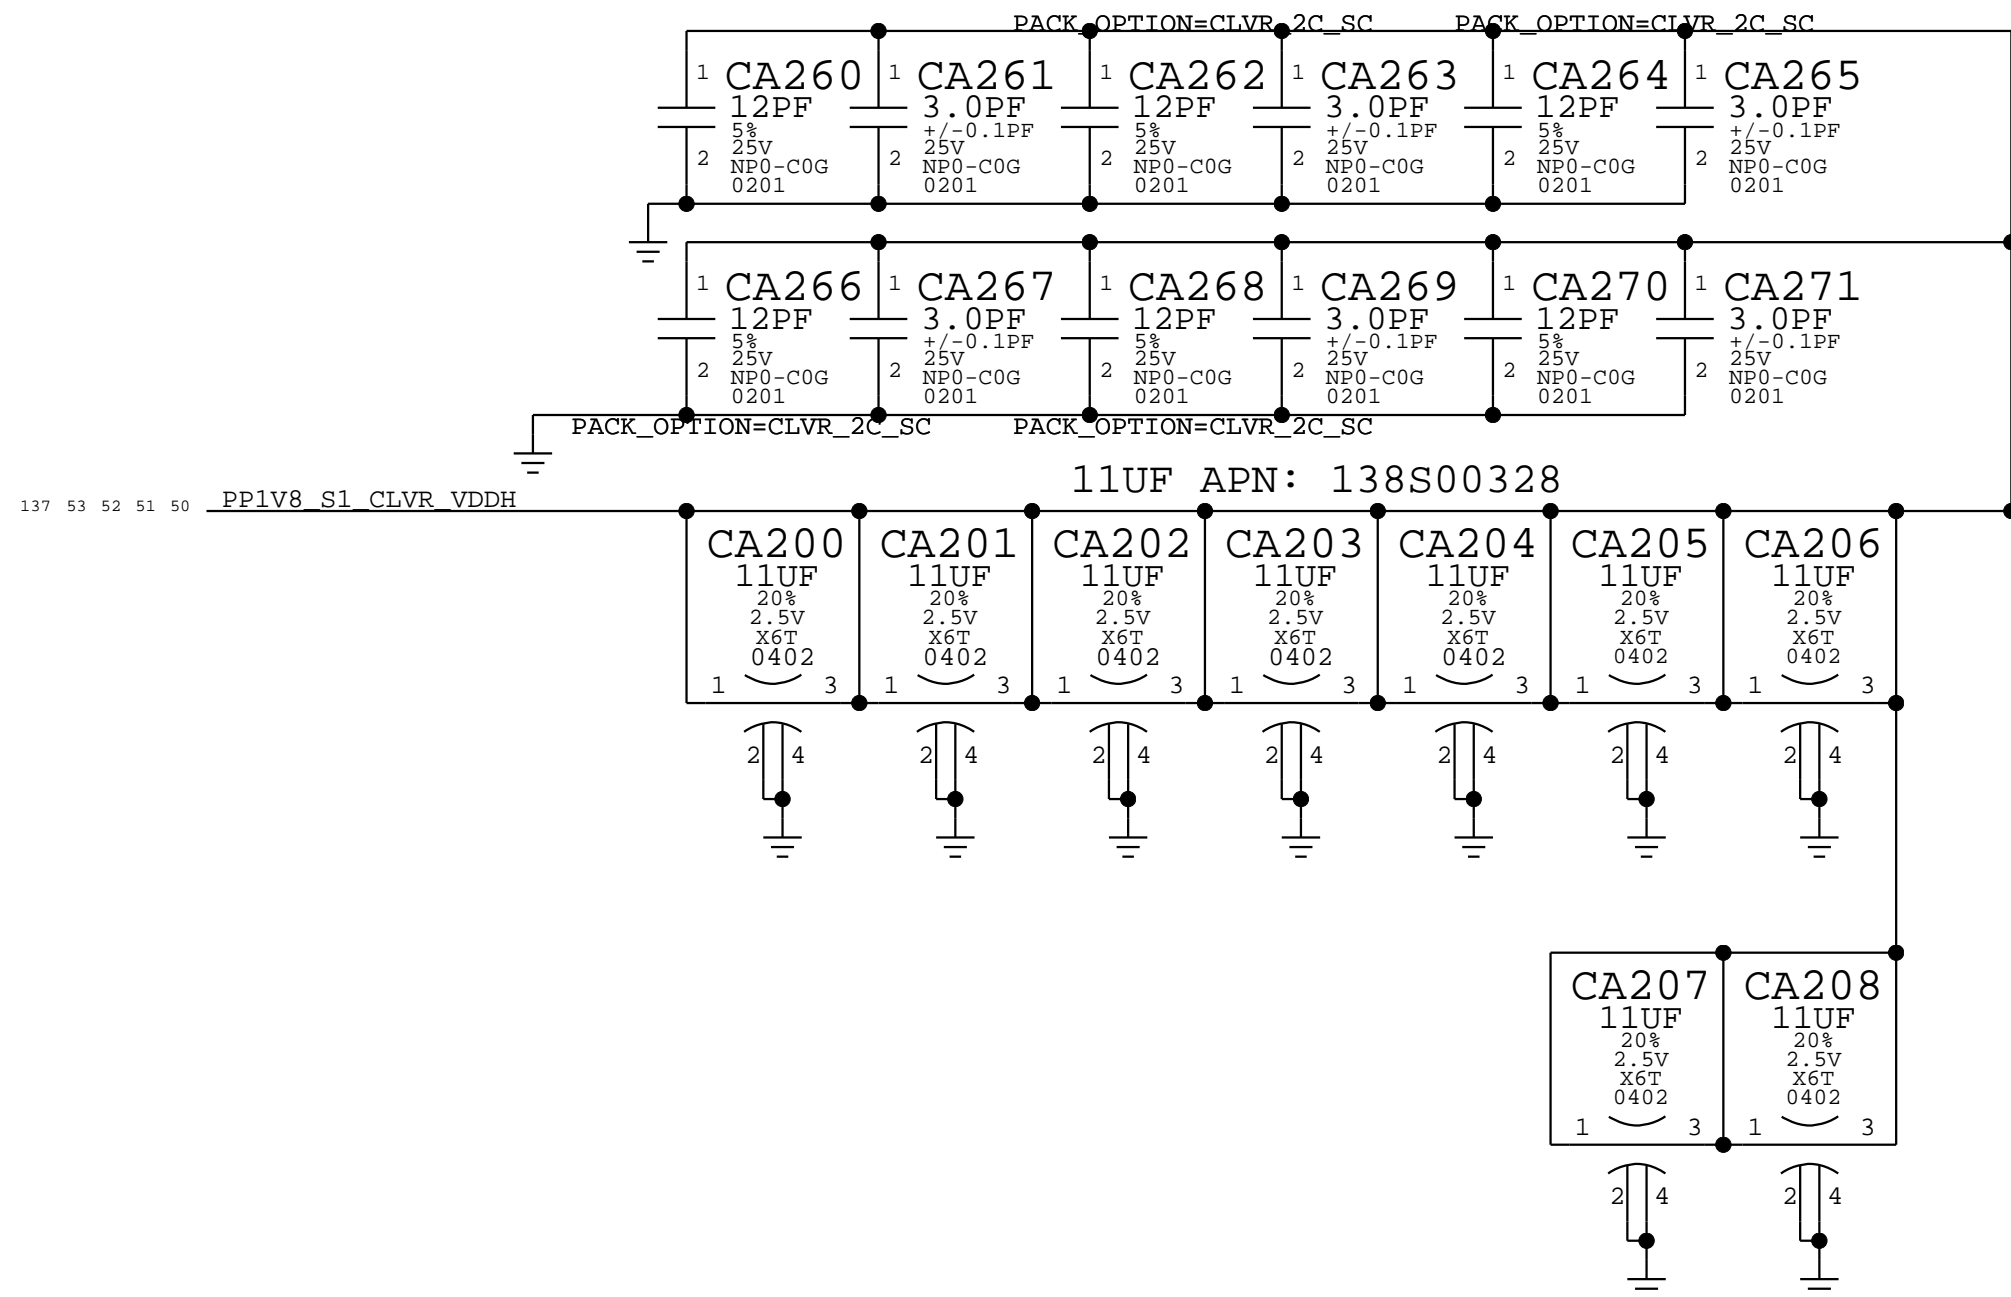 PACK_OPTION=CLVR_2C_SC PACK_OPTION=CLVR_2C_SC
1 CA260 1 CA261 1 CA262 1 CA263 1 CA264 1 CA265
12PF 3.0PF 12PF 3.0PF 12PF 3.0PF
5% +/-0.1PF 5% +/-0.1PF 5% +/-0.1PF
25V 25V 25V 25V 25V 25V
2 NP0-C0G 2 NP0-C0G 2 NP0-C0G 2 NP0-C0G 2 NP0-C0G 2 NP0-C0G
0201 0201 0201 0201 0201 0201
1 CA266 1 CA267 1 CA268 1 CA269 1 CA270 1 CA271
12PF 3.0PF 12PF 3.0PF 12PF 3.0PF
5% +/-0.1PF 5% +/-0.1PF 5% +/-0.1PF
25V 25V 25V 25V 25V 25V
2 NP0-C0G 2 NP0-C0G 2 NP0-C0G 2 NP0-C0G 2 NP0-C0G 2 NP0-C0G
0201 0201 0201 0201 0201 0201
PACK_OPTION=CLVR_2C_SC PACK_OPTION=CLVR_2C_SC
11UF APN: 138S00328
137 53 52 51 50 PP1V8_S1_CLVR_VDDH
CA200 CA201 CA202 CA203 CA204 CA205 CA206
11UF 11UF 11UF 11UF 11UF 11UF 11UF
20% 20% 20% 20% 20% 20% 20%
2.5V 2.5V 2.5V 2.5V 2.5V 2.5V 2.5V
X6T X6T X6T X6T X6T X6T X6T
0402 0402 0402 0402 0402 0402 0402
1 3 1 3 1 3 1 3 1 3 1 3 1 3
2 4 2 4 2 4 2 4 2 4 2 4 2 4
CA207 CA208
11UF 11UF
20% 20%
2.5V 2.5V
X6T X6T
0402 0402
1 3 1 3
2 4 2 4